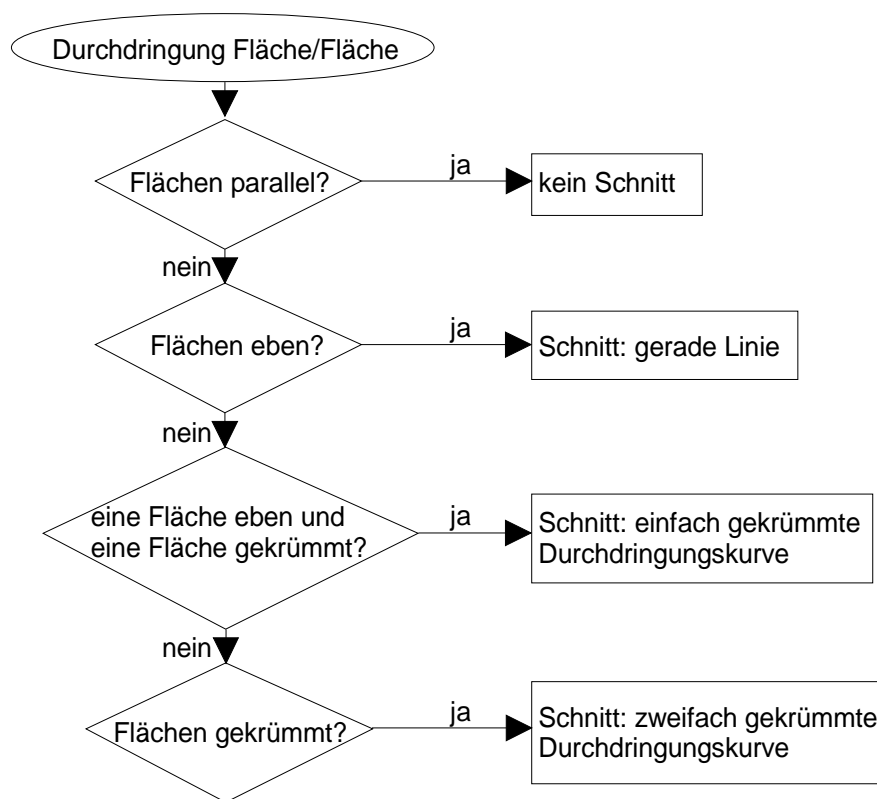 Durchdringung Fläche/Fläche
Flächen parallel?
ja
kein Schnitt
nein
Flächen eben?
ja
Schnitt: gerade Linie
nein
eine Fläche eben und
eine Fläche gekrümmt?
ja
Schnitt: einfach gekrümmte
Durchdringungskurve
nein
Flächen gekrümmt?
ja
Schnitt: zweifach gekrümmte
Durchdringungskurve